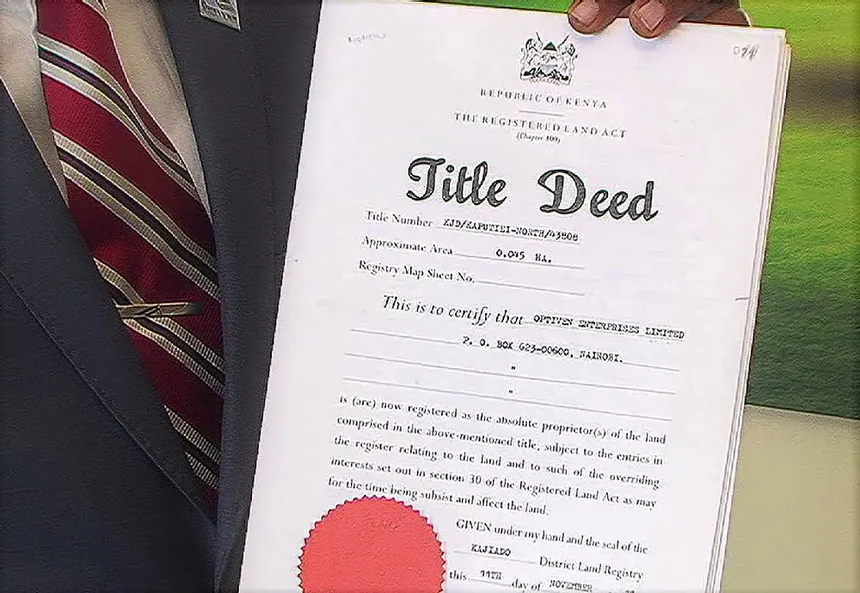 REPUBLIC OF KENYA
THE REGISTERED LAND ACT
(Chapter 300)
Title Deed
Title Number KJD/KAPUTIEI-NORTH/43808
Approximate Area 0.045 HA.
Registry Map Sheet No.
This is to certify that OPTIVEN ENTERPRISES LIMITED
P. O. BOX 623-00600, NAIROBI.
"
"
is (are) now registered as the absolute proprietor(s) of the land
comprised in the above-mentioned title, subject to the entries in
the register relating to the land and to such of the overriding
interests set out in section 30 of the Registered Land Act as may
for the time being subsist and affect the land.
GIVEN under my hand and the seal of the
KAJIADO District Land Registry
this 11TH day of NOVEMBER